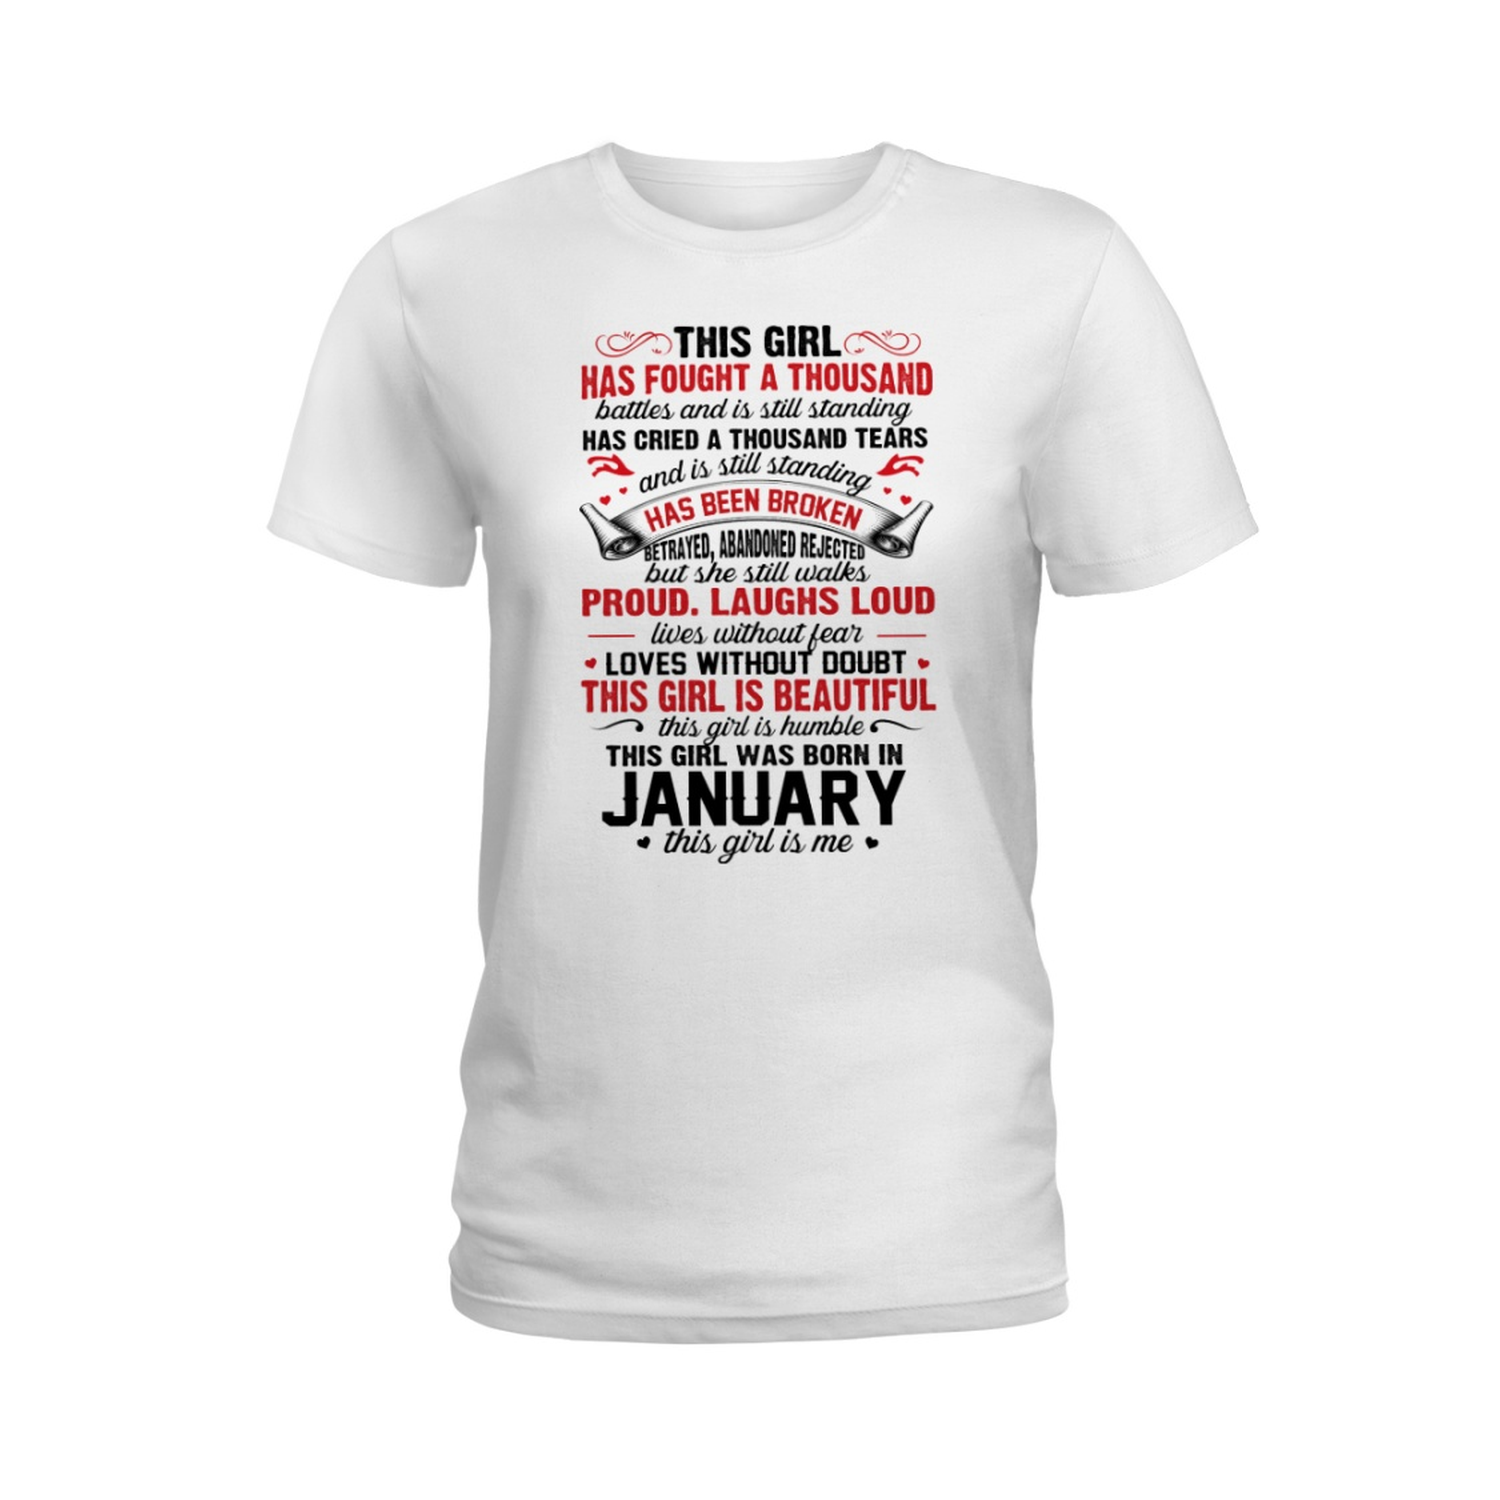 THIS GIRL
HAS FOUGHT A THOUSAND
battles and is still standing
HAS CRIED A THOUSAND TEARS
and is still standing
HAS BEEN BROKEN
BETRAYED, ABANDONED REJECTED
but she still walks
PROUD. LAUGHS LOUD
lives without fear
LOVES WITHOUT DOUBT
THIS GIRL IS BEAUTIFUL
this girl is humble
THIS GIRL WAS BORN IN
JANUARY
this girl is me